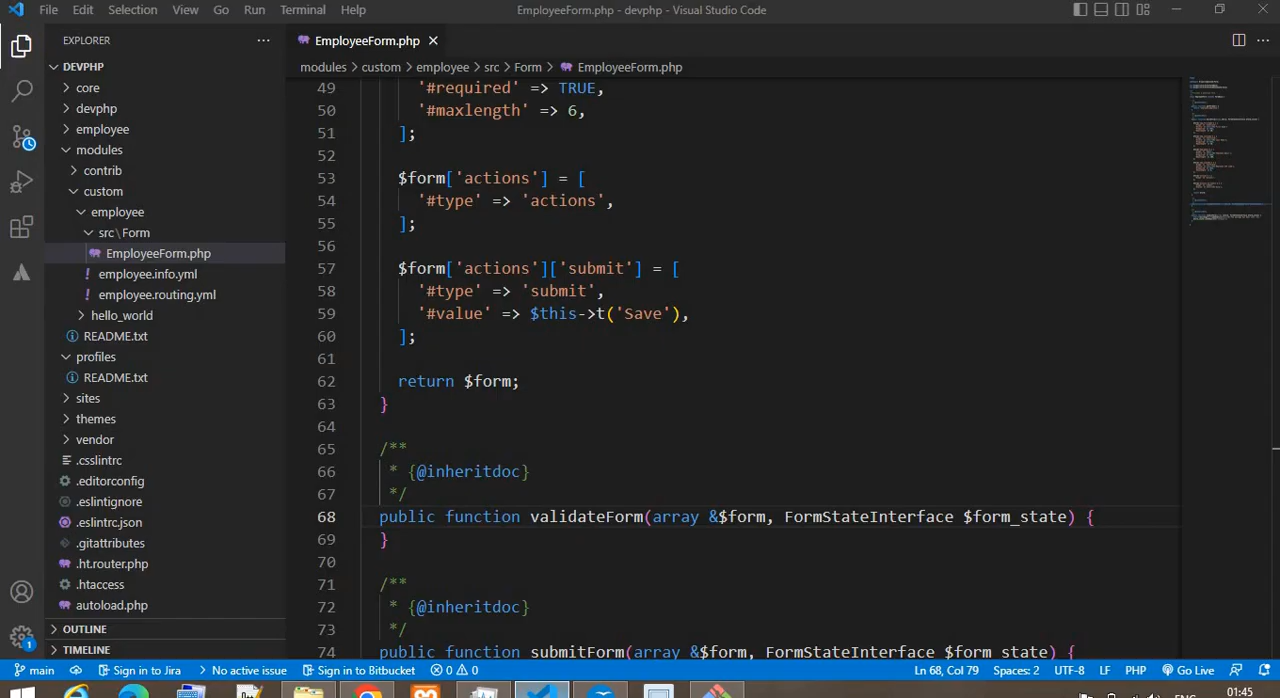 File Edit Selection View Go Run Terminal Help EmployeeForm.php - devphp - Visual Studio Code
EXPLORER
DEVPHP
core
devphp
employee
modules
contrib
custom
employee
src\Form
EmployeeForm.php
! employee.info.yml
! employee.routing.yml
hello_world
README.txt
profiles
README.txt
sites
themes
vendor
.csslintrc
.editorconfig
.eslintignore
.eslintrc.json
.gitattributes
.ht.router.php
.htaccess
autoload.php
OUTLINE
TIMELINE
EmployeeForm.php
modules > custom > employee > src > Form > EmployeeForm.php
49 '#required' => TRUE,
50 '#maxlength' => 6,
51 ];
52
53 $form['actions'] = [
54 '#type' => 'actions',
55 ];
56
57 $form['actions']['submit'] = [
58 '#type' => 'submit',
59 '#value' => $this->t('Save'),
60 ];
61
62 return $form;
63 }
64
65 /**
66 * {@inheritdoc}
67 */
68 public function validateForm(array &$form, FormStateInterface $form_state) {
69 }
70
71 /**
72 * {@inheritdoc}
73 */
74 public function submitForm(array &$form, FormStateInterface $form_state) {
main Sign in to Jira No active issue Sign in to Bitbucket 0 0 Ln 68, Col 79 Spaces: 2 UTF-8 LF PHP Go Live
1
01:45